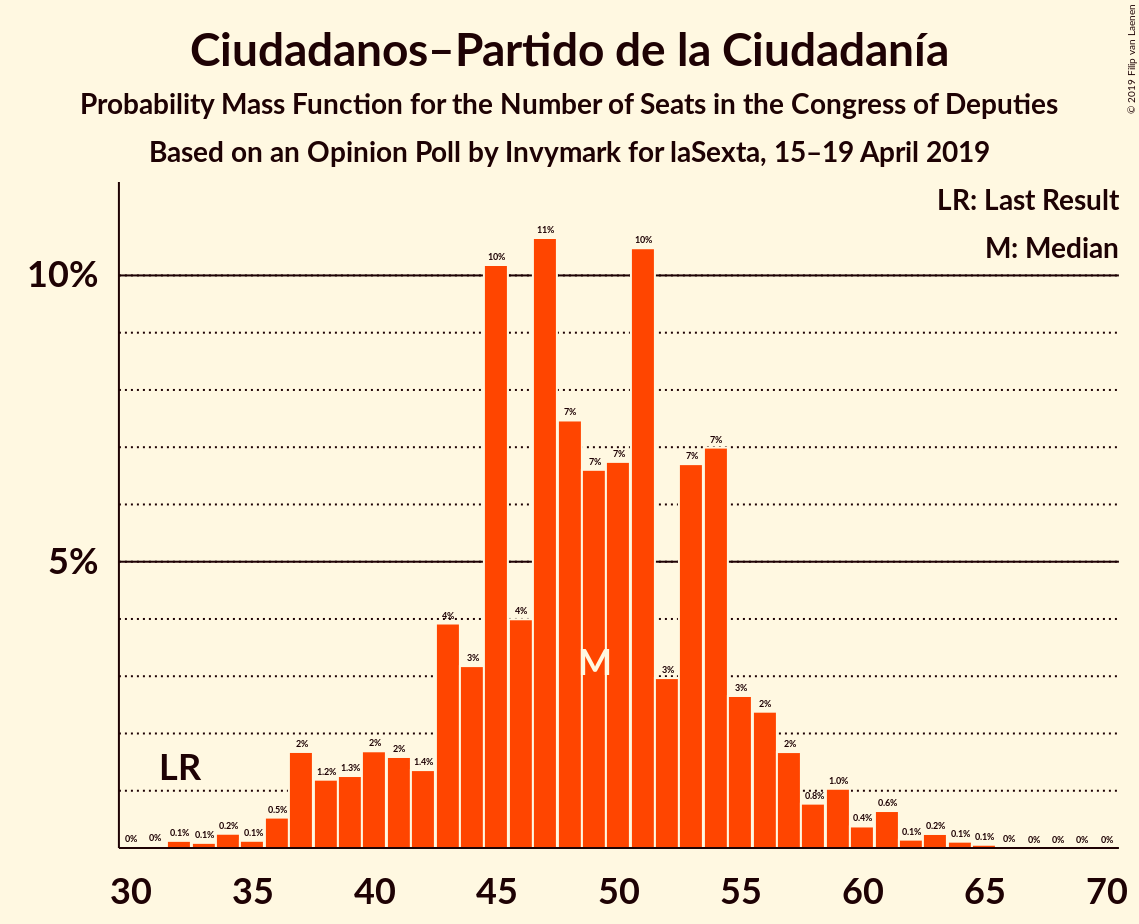 Ciudadanos–Partido de la Ciudadanía
Probability Mass Function for the Number of Seats in the Congress of Deputies
Based on an Opinion Poll by Invymark for laSexta, 15–19 April 2019
© 2019 Filip van Laenen
LR: Last Result
M: Median
10%
5%
0% 0% 0.1% 0.1% 0.2% 0.1% 0.5% 2% 1.2% 1.3% 2% 2% 1.4% 4% 3% 10% 4% 11% 7% 7% 7% 10% 3% 7% 7% 3% 2% 2% 0.8% 1.0% 0.4% 0.6% 0.1% 0.2% 0.1% 0.1% 0% 0% 0% 0% 0%
LR
M
30 35 40 45 50 55 60 65 70